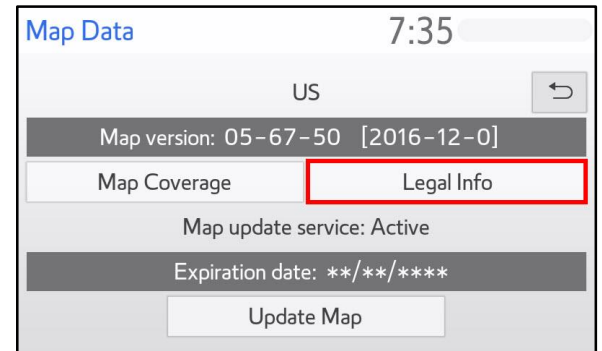 Map Data 7:35
US
Map version: 05-67-50 [2016-12-0]
Map Coverage Legal Info
Map update service: Active
Expiration date: **/**/****
Update Map